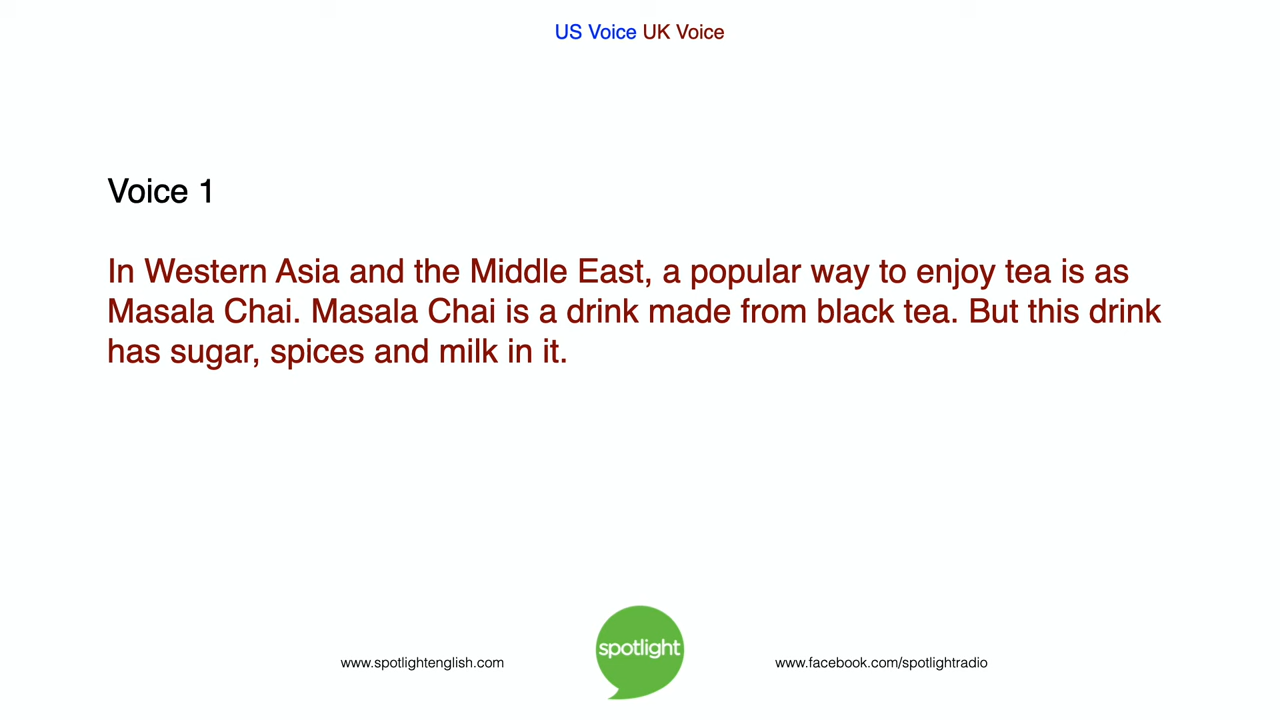 US Voice UK Voice
Voice 1
In Western Asia and the Middle East, a popular way to enjoy tea is as
Masala Chai. Masala Chai is a drink made from black tea. But this drink
has sugar, spices and milk in it.
spotlight
www.spotlightenglish.com
www.facebook.com/spotlightradio